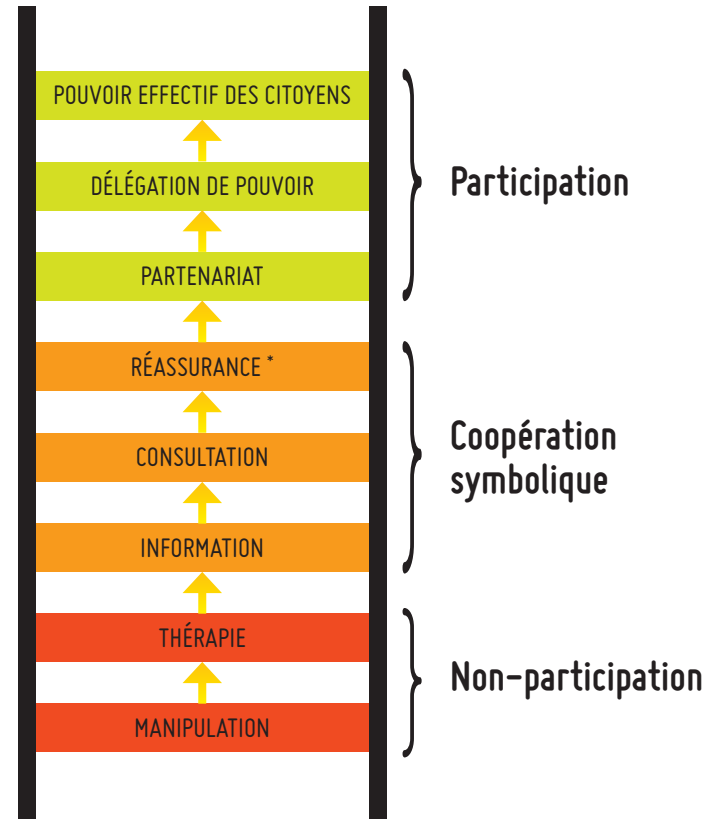 POUVOIR EFFECTIF DES CITOYENS
DÉLÉGATION DE POUVOIR
PARTENARIAT
Participation
RÉASSURANCE *
CONSULTATION
INFORMATION
Coopération
symbolique
THÉRAPIE
MANIPULATION
Non-participation